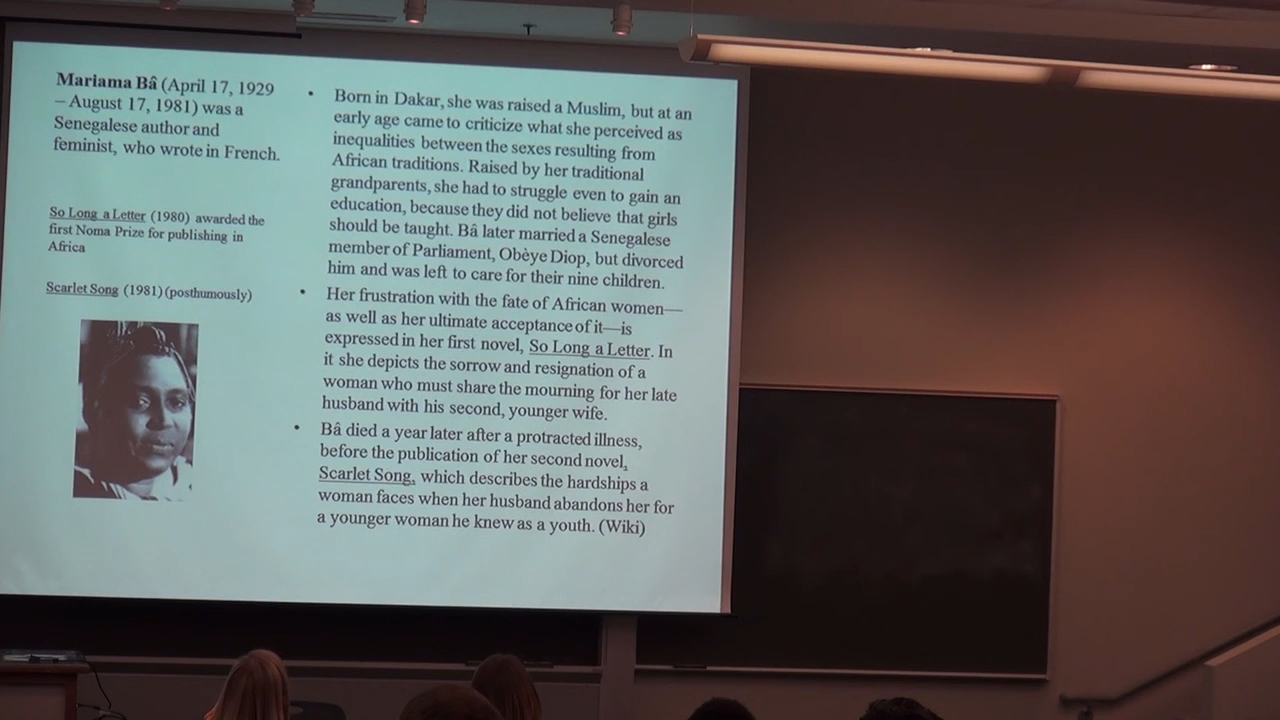 Mariama Bâ (April 17, 1929
– August 17, 1981) was a
Senegalese author and
feminist, who wrote in French.
So Long a Letter (1980) awarded the
first Noma Prize for publishing in
Africa
Scarlet Song (1981) (posthumously)
• Born in Dakar, she was raised a Muslim, but at an
early age came to criticize what she perceived as
inequalities between the sexes resulting from
African traditions. Raised by her traditional
grandparents, she had to struggle even to gain an
education, because they did not believe that girls
should be taught. Bâ later married a Senegalese
member of Parliament, Obèye Diop, but divorced
him and was left to care for their nine children.
• Her frustration with the fate of African women—
as well as her ultimate acceptance of it—is
expressed in her first novel, So Long a Letter. In
it she depicts the sorrow and resignation of a
woman who must share the mourning for her late
husband with his second, younger wife.
• Bâ died a year later after a protracted illness,
before the publication of her second novel,
Scarlet Song, which describes the hardships a
woman faces when her husband abandons her for
a younger woman he knew as a youth. (Wiki)